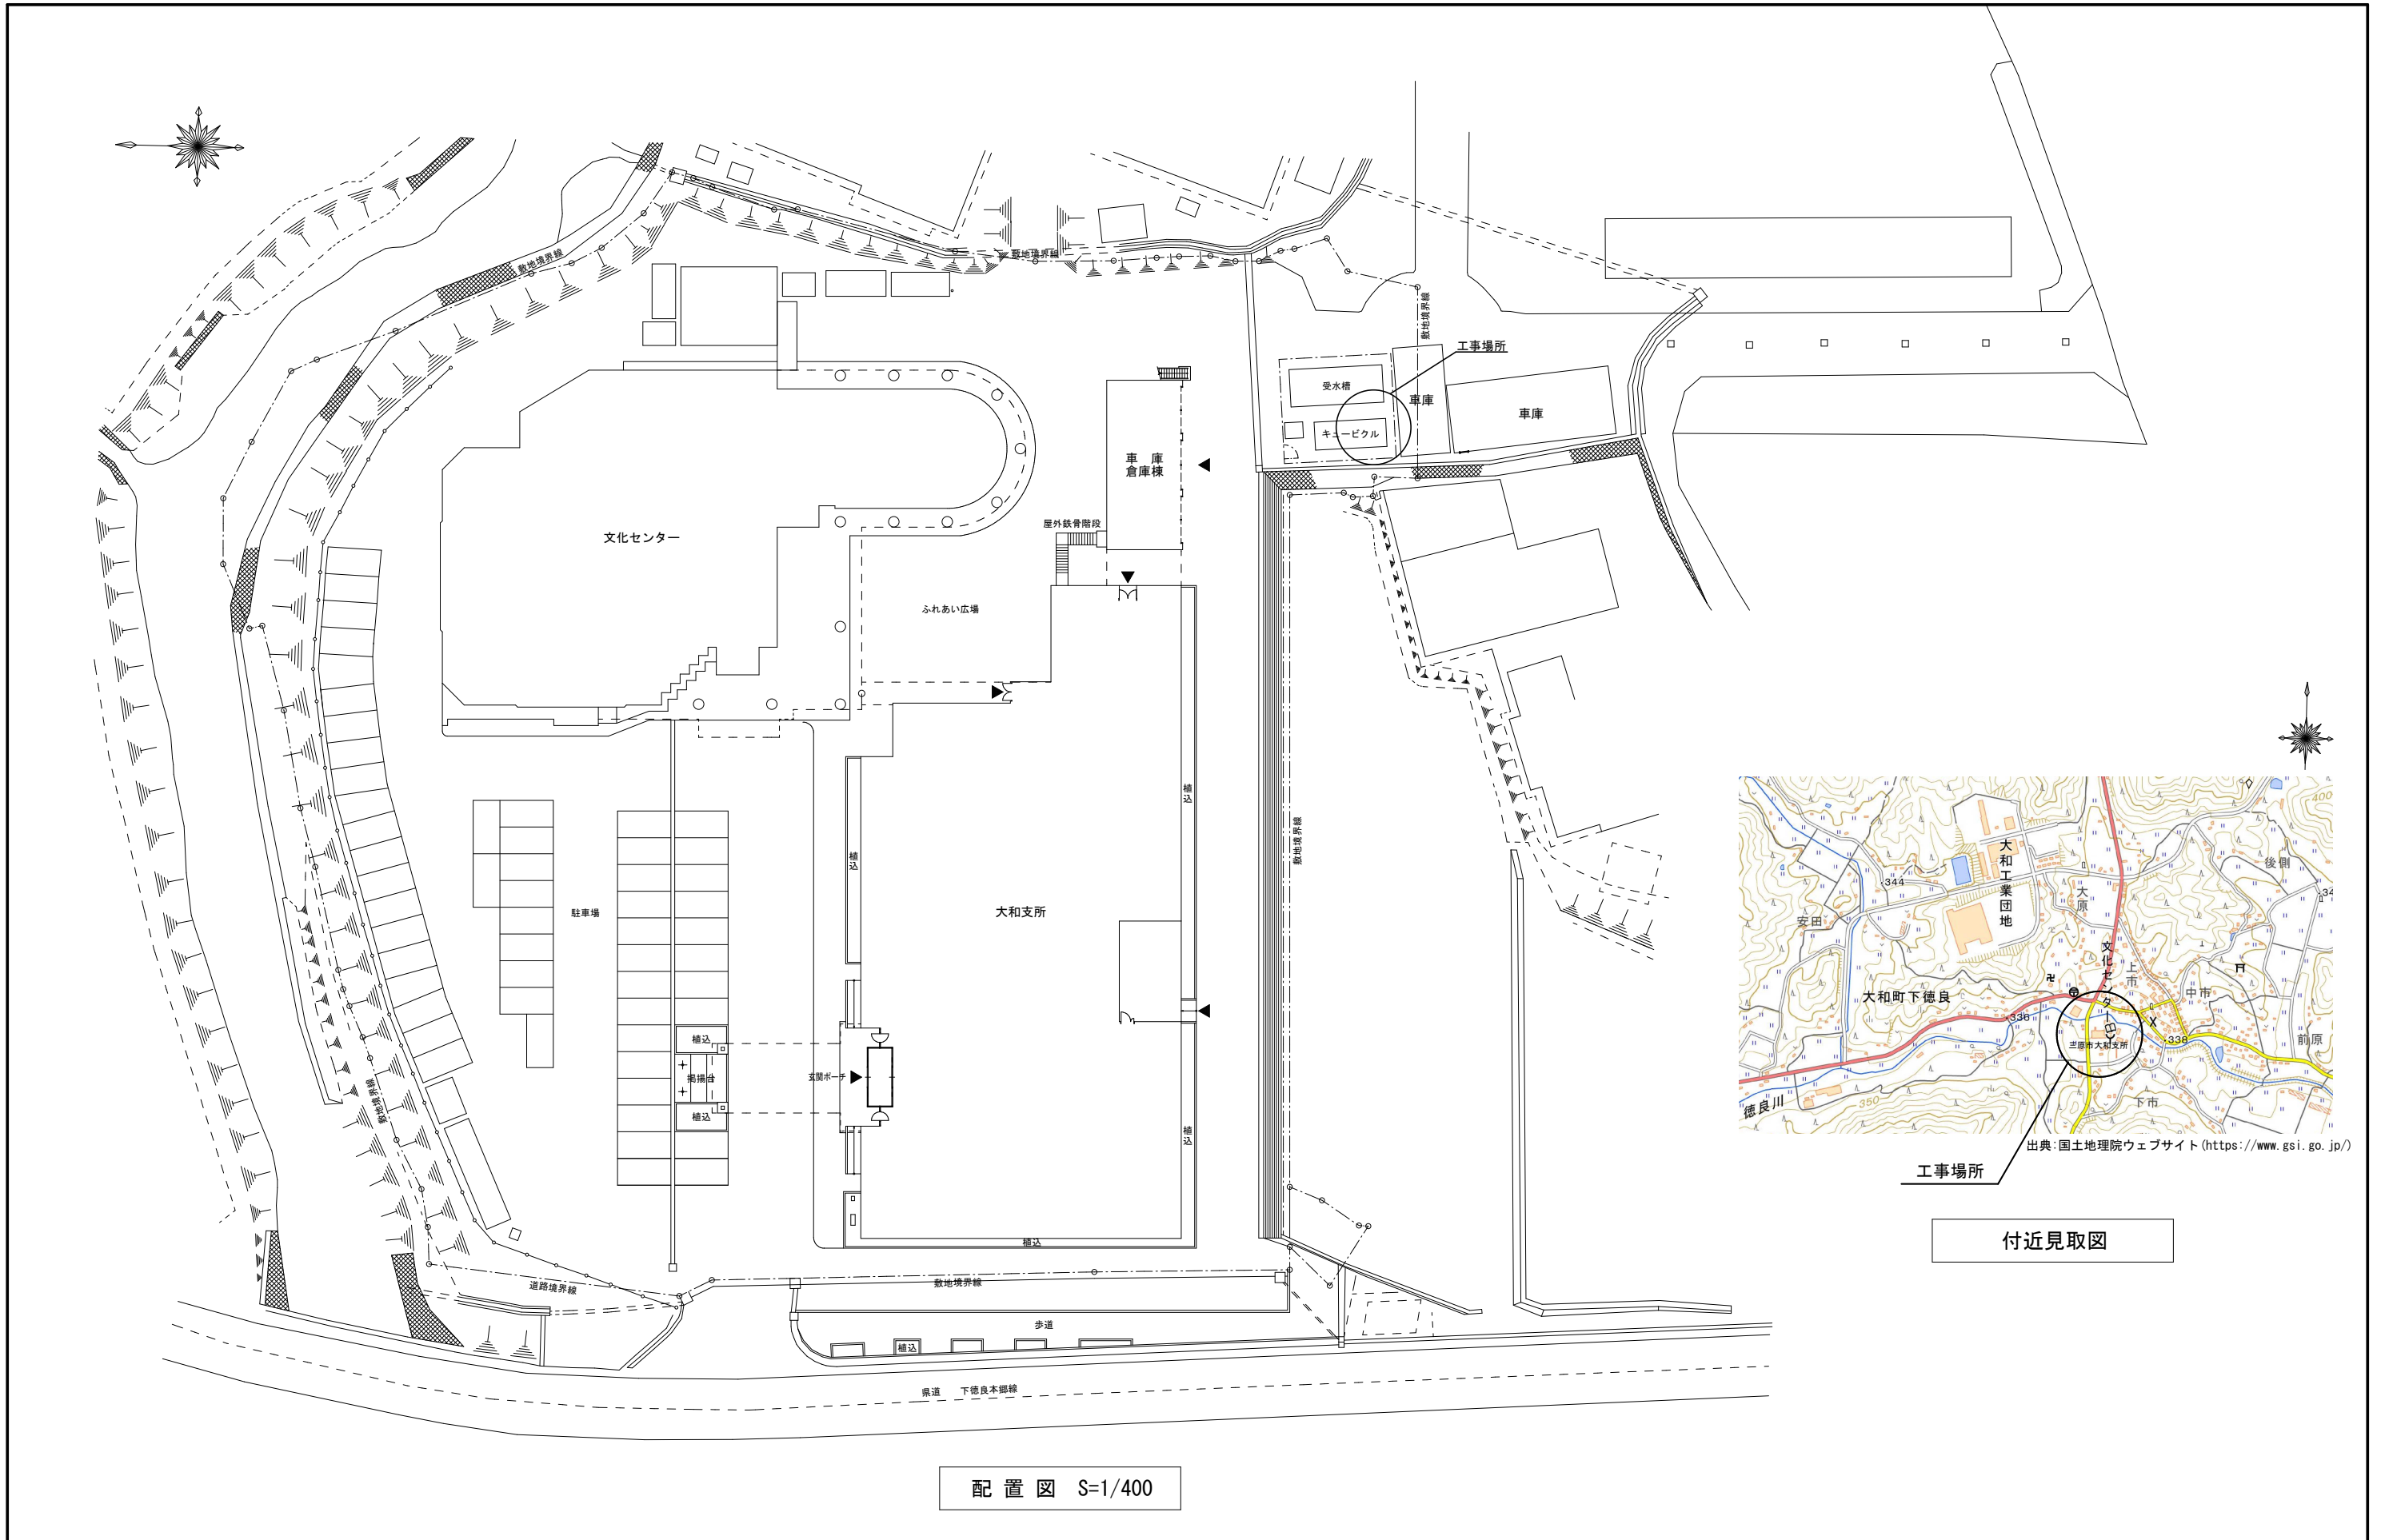 敷地境界線
敷地境界線
敷地境界線
工事場所
受水槽
車庫
車庫
キュービクル
車 庫
倉庫棟
屋外鉄骨階段
文化センター
ふれあい広場
植込
植込
敷地境界線
駐車場
大和支所
植込
掲揚台
植込
玄関ポーチ
植込
敷地境界線
植込
道路境界線
敷地境界線
歩道
植込
県道 下徳良本郷線
配 置 図 S=1/400
400
後側
大和工業団地
344
大原
34
安田
文化センター
上市
中市
大和町下徳良
336
三原市大和支所
338
前原
徳良川
350
下市
出典:国土地理院ウェブサイト(https://www.gsi.go.jp/)
工事場所
付近見取図